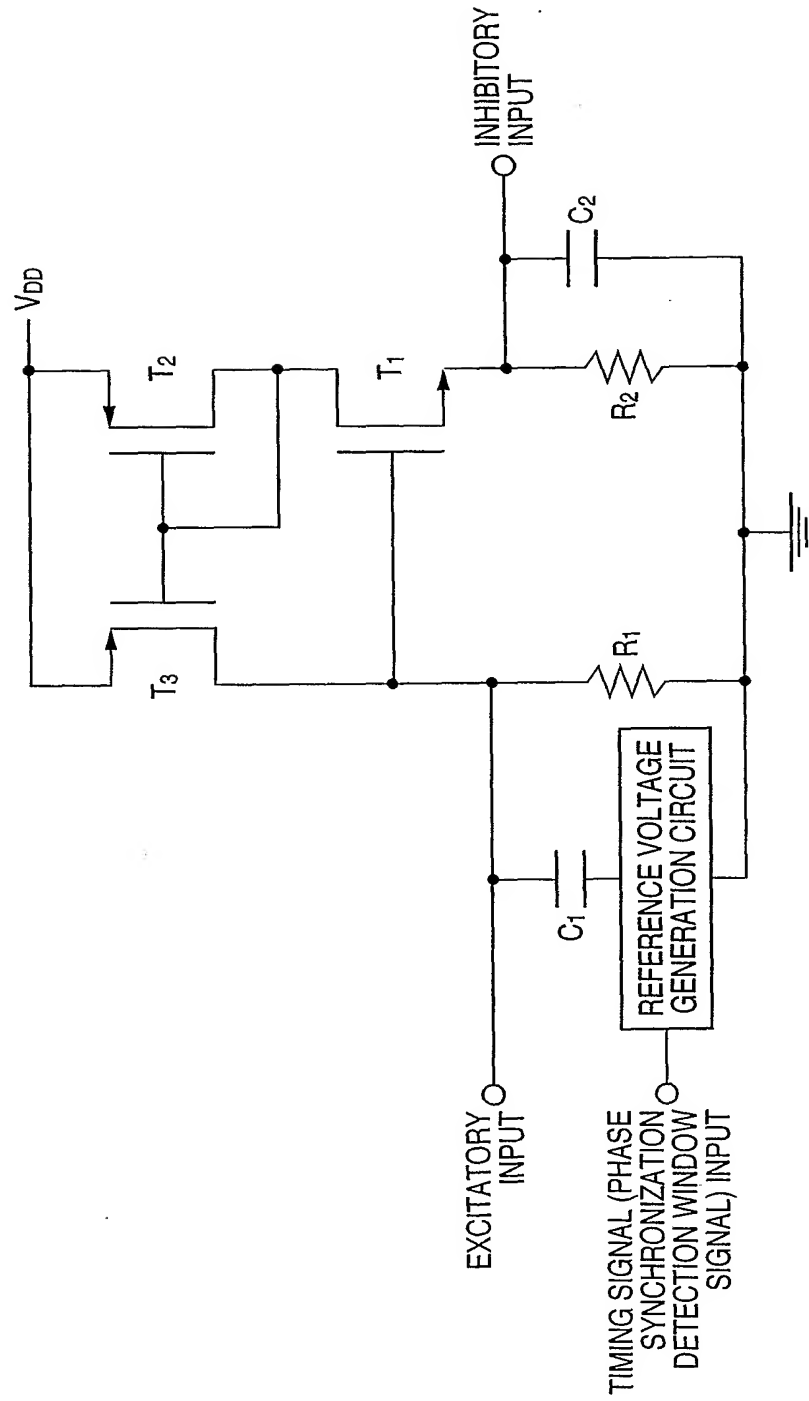 VDD
T3
T2
T1
EXCITATORY
INPUT
INHIBITORY
INPUT
C1
R1
R2
C2
TIMING SIGNAL (PHASE
SYNCHRONIZATION
DETECTION WINDOW
SIGNAL) INPUT
REFERENCE VOLTAGE
GENERATION CIRCUIT